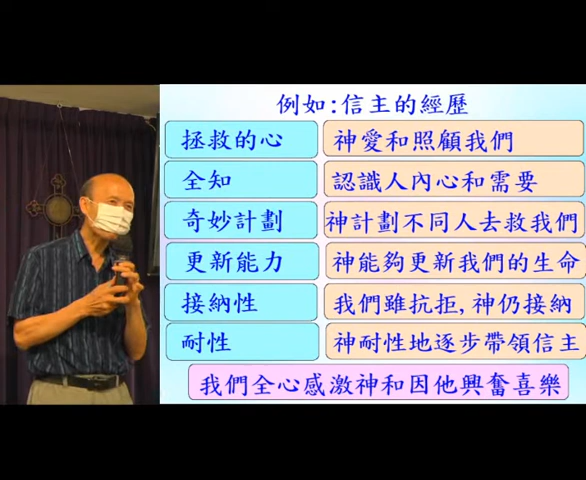 例如:信主的經歷
拯救的心 神愛和照顧我們
全知 認識人內心和需要
奇妙計劃 神計劃不同人去救我們
更新能力 神能夠更新我們的生命
接納性 我們雖抗拒,神仍接納
耐性 神耐性地逐步帶領信主
我們全心感激神和因他興奮喜樂